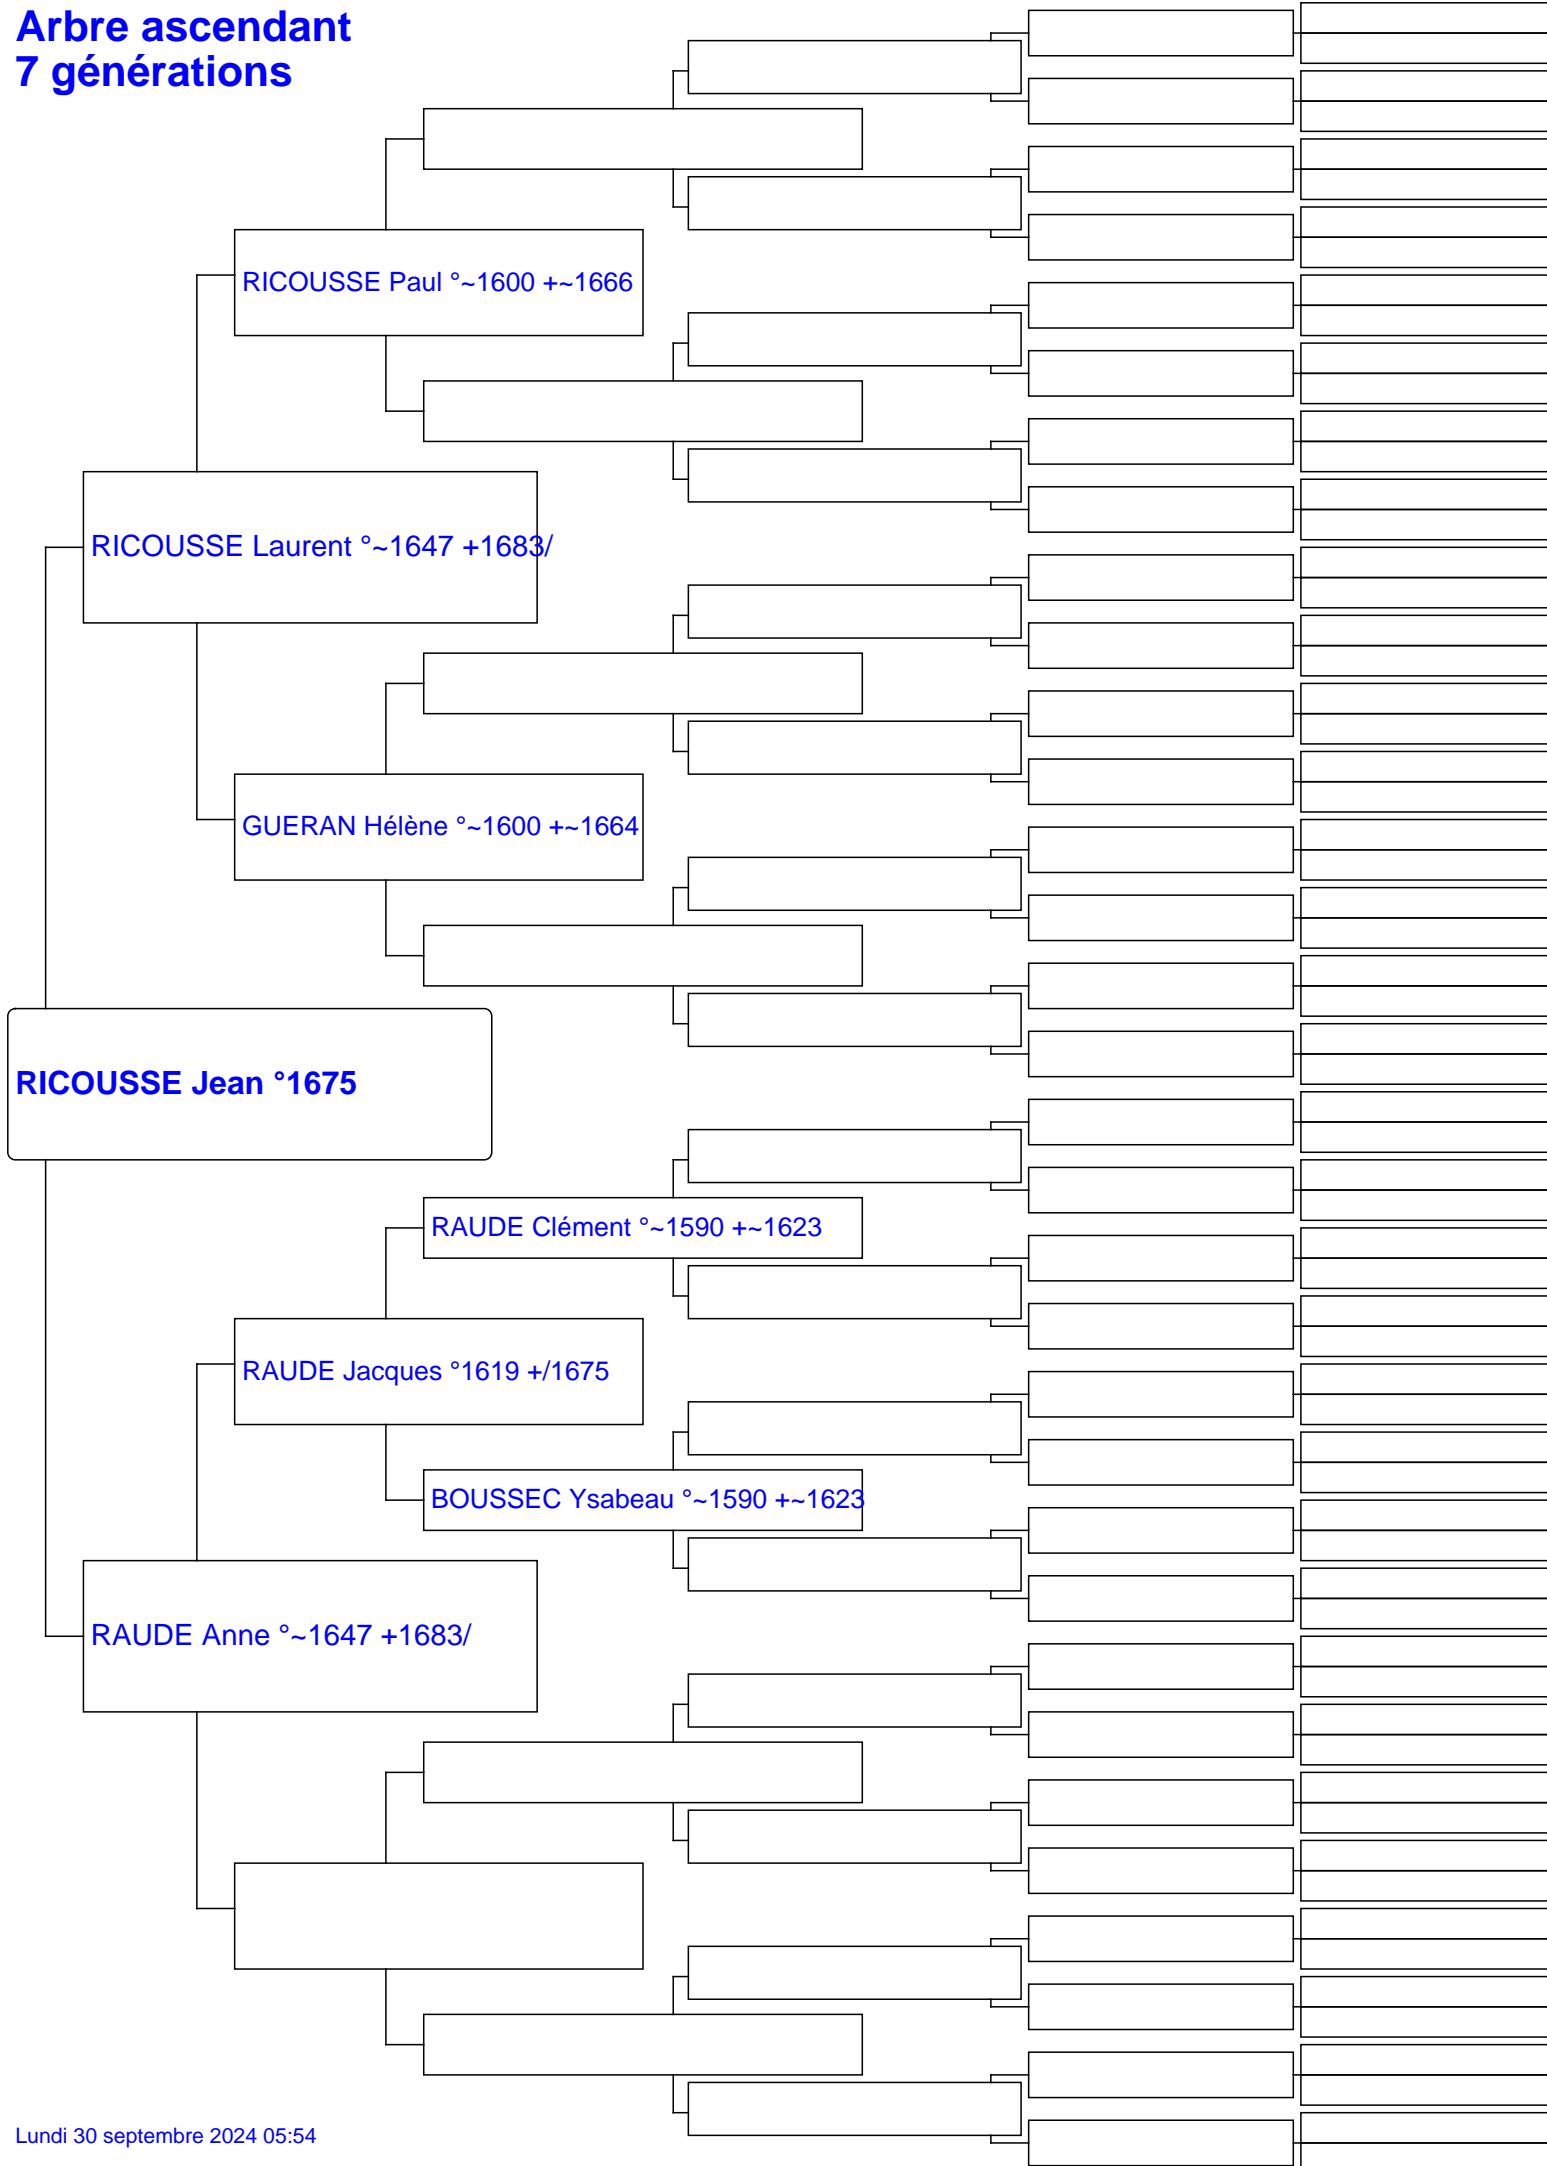 Arbre ascendant
7 générations
RICOUSSE Paul °~1600 +~1666
RICOUSSE Laurent °~1647 +1683/
GUERAN Hélène °~1600 +~1664
RICOUSSE Jean °1675
RAUDE Clément °~1590 +~1623
RAUDE Jacques °1619 +/1675
BOUSSEC Ysabeau °~1590 +~1623
RAUDE Anne °~1647 +1683/
Lundi 30 septembre 2024 05:54